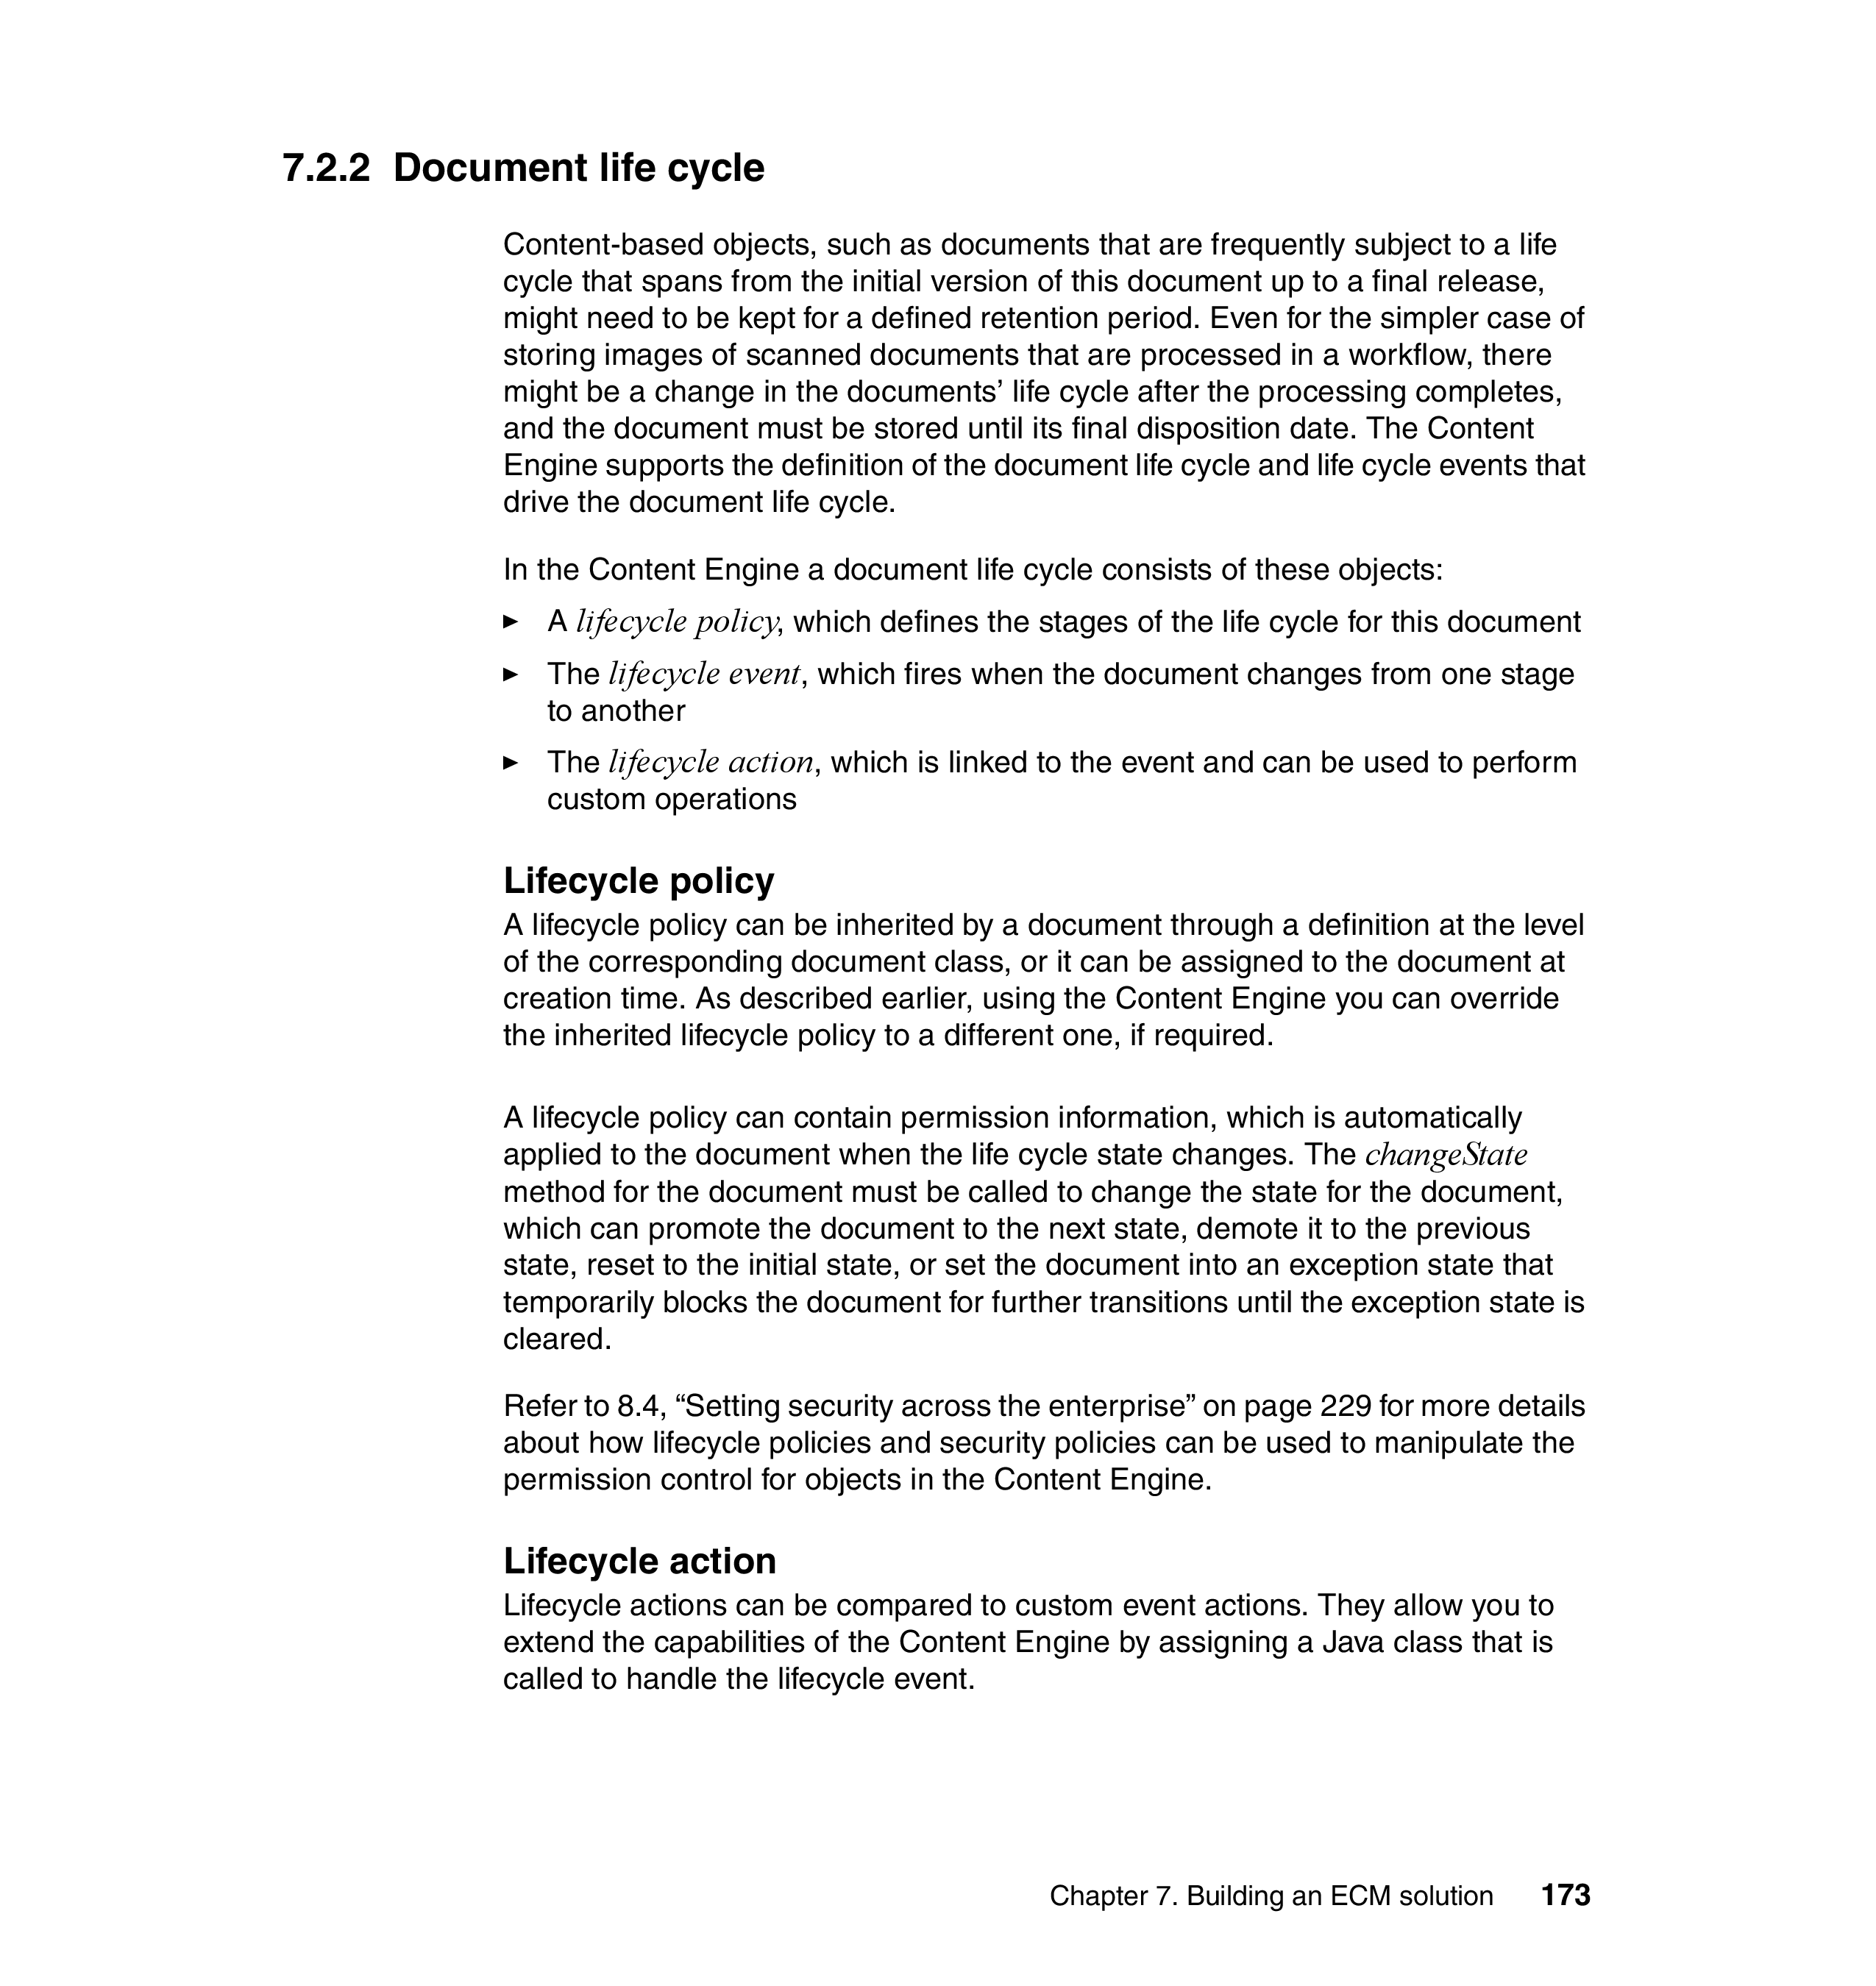 7.2.2 Document life cycle
Content-based objects, such as documents that are frequently subject to a life
cycle that spans from the initial version of this document up to a final release,
might need to be kept for a defined retention period. Even for the simpler case of
storing images of scanned documents that are processed in a workflow, there
might be a change in the documents’ life cycle after the processing completes,
and the document must be stored until its final disposition date. The Content
Engine supports the definition of the document life cycle and life cycle events that
drive the document life cycle.
In the Content Engine a document life cycle consists of these objects:
► A lifecycle policy, which defines the stages of the life cycle for this document
► The lifecycle event, which fires when the document changes from one stage
to another
► The lifecycle action, which is linked to the event and can be used to perform
custom operations
Lifecycle policy
A lifecycle policy can be inherited by a document through a definition at the level
of the corresponding document class, or it can be assigned to the document at
creation time. As described earlier, using the Content Engine you can override
the inherited lifecycle policy to a different one, if required.
A lifecycle policy can contain permission information, which is automatically
applied to the document when the life cycle state changes. The changeState
method for the document must be called to change the state for the document,
which can promote the document to the next state, demote it to the previous
state, reset to the initial state, or set the document into an exception state that
temporarily blocks the document for further transitions until the exception state is
cleared.
Refer to 8.4, “Setting security across the enterprise” on page 229 for more details
about how lifecycle policies and security policies can be used to manipulate the
permission control for objects in the Content Engine.
Lifecycle action
Lifecycle actions can be compared to custom event actions. They allow you to
extend the capabilities of the Content Engine by assigning a Java class that is
called to handle the lifecycle event.
Chapter 7. Building an ECM solution 173